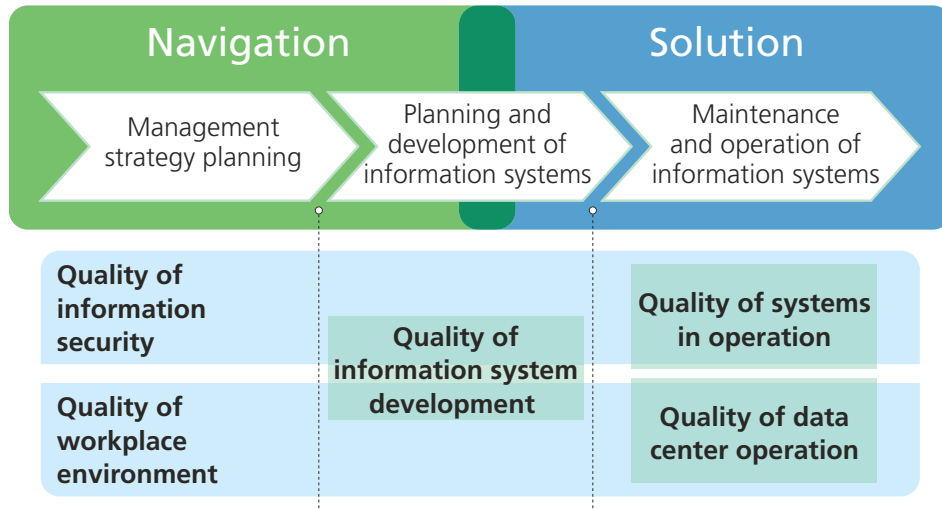 Navigation
Solution
Management
strategy planning
Planning and
development of
information systems
Maintenance
and operation of
information systems
Quality of
information
security
Quality of
workplace
environment
Quality of
information system
development
Quality of systems
in operation
Quality of data
center operation